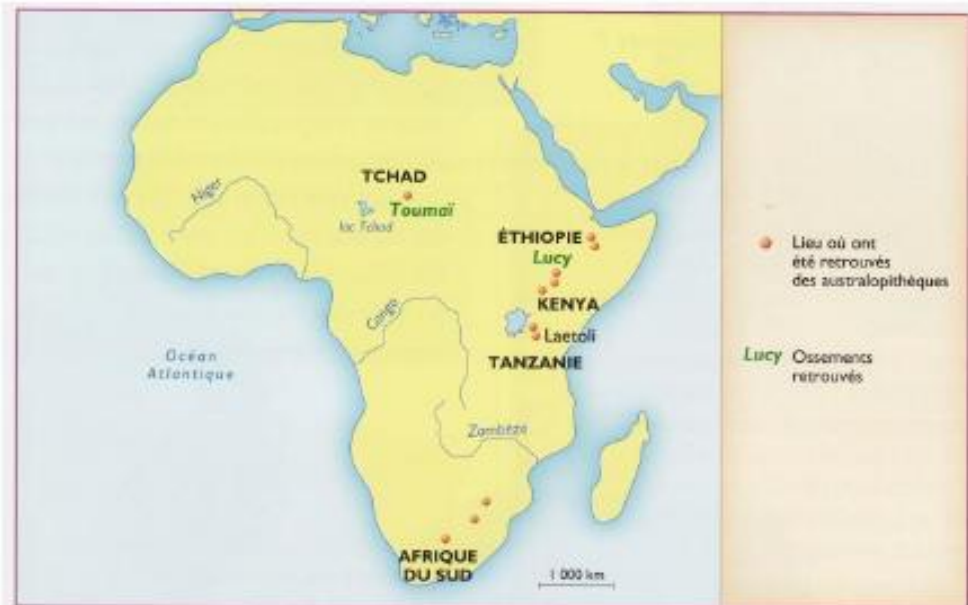 TCHAD
Niger
Toumaï
lac Tchad
ÉTHIOPIE
Lucy
KENYA
Congo
Laetoli
TANZANIE
Océan
Atlantique
Zambèze
AFRIQUE
DU SUD
1 000 km
Lieu où ont
été retrouvés
des australopithèques
Lucy Ossements
retrouvés